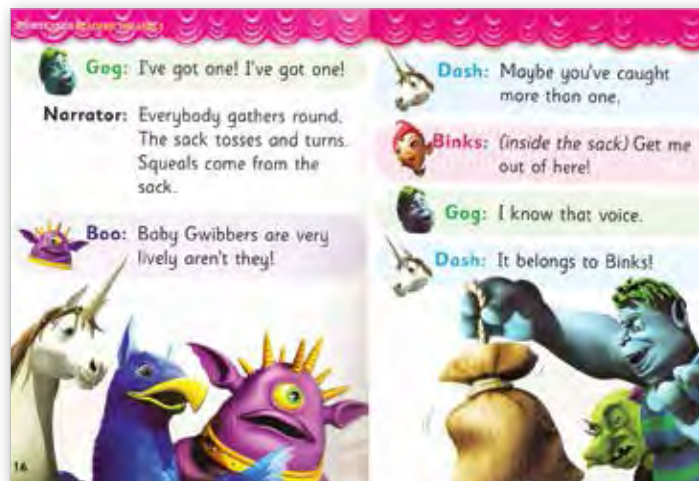 Gog: I've got one! I've got one!
Narrator: Everybody gathers round.
The sack tosses and turns.
Squeals come from the
sack.
Boo: Baby Gwibbers are very
lively aren't they!
16
Dash: Maybe you've caught
more than one.
Binks: (inside the sack) Get me
out of here!
Gog: I know that voice.
Dash: It belongs to Binks!